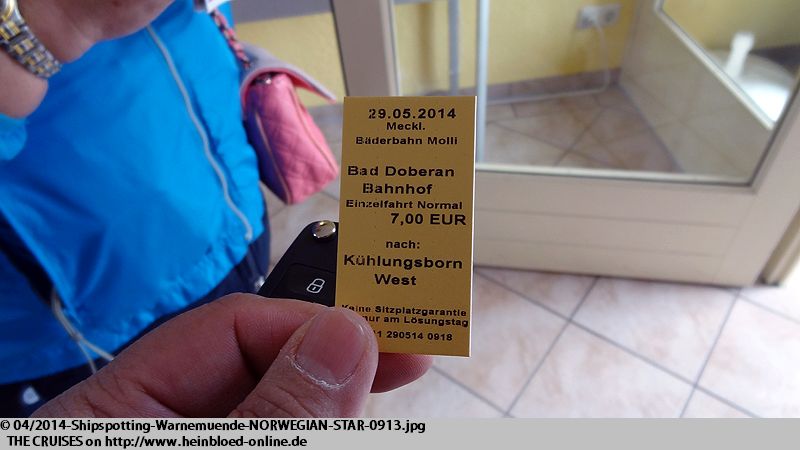 29.05.2014
Meckl.
Bäderbahn Molli
Bad Doberan
Bahnhof
Einzelfahrt Normal
7,00 EUR
nach:
Kühlungsborn
West
Keine Sitzplatzgarantie
nur am Lösungstag
290514 0918
© 04/2014-Shipspotting-Warnemuende-NORWEGIAN-STAR-0913.jpg
THE CRUISES on http://www.heinbloed-online.de